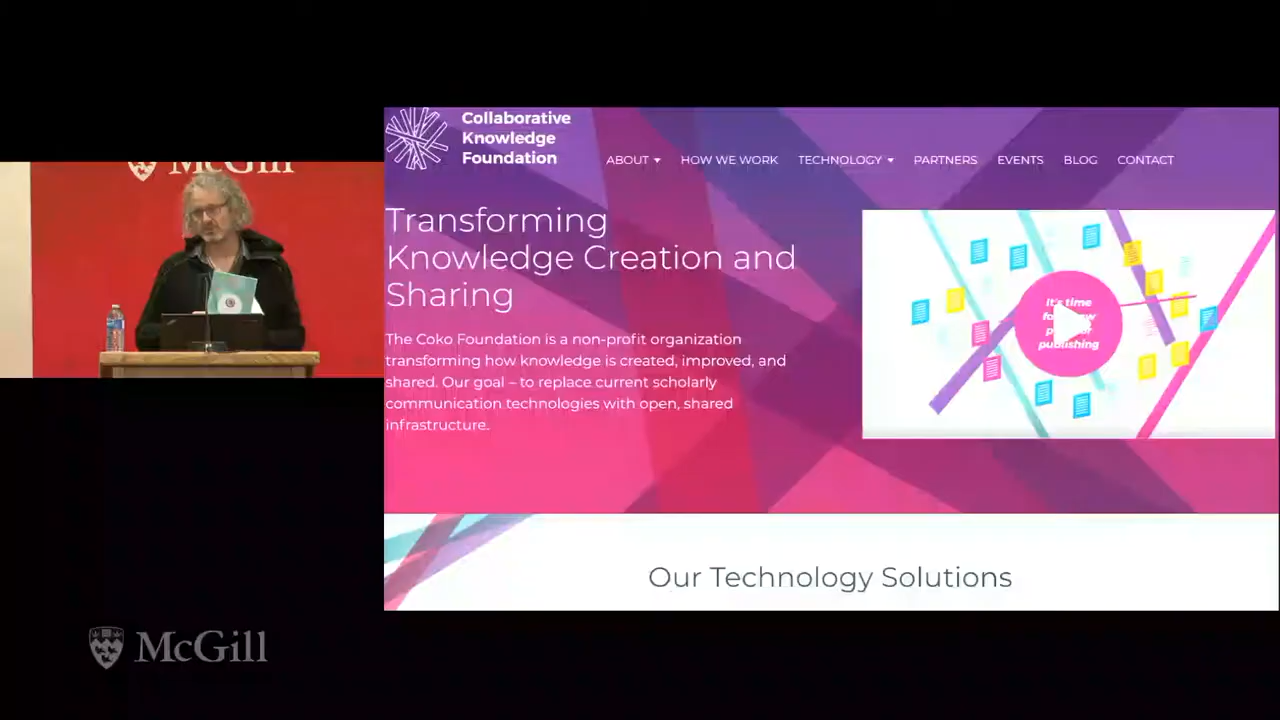 McGill
Collaborative
Knowledge
Foundation
ABOUT
HOW WE WORK
TECHNOLOGY
PARTNERS
EVENTS
BLOG
CONTACT
Transforming
Knowledge Creation and
Sharing
The Coko Foundation is a non-profit organization
transforming how knowledge is created, improved, and
shared. Our goal – to replace current scholarly
communication technologies with open, shared
infrastructure.
It's time
publishing
Our Technology Solutions
McGill